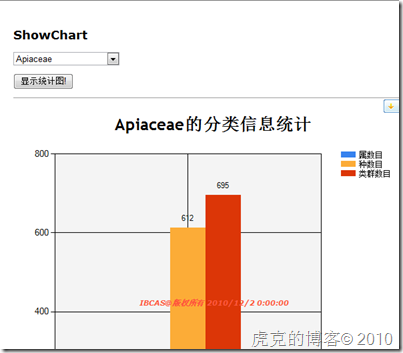 ShowChart
Apiaceae
显示统计图!
Apiaceae的分类信息统计
800
属数目
种数目
类群数目
695
612
600
IBCAS@版权所有 2010/12/2 0:00:00
400
虎克的博客© 2010